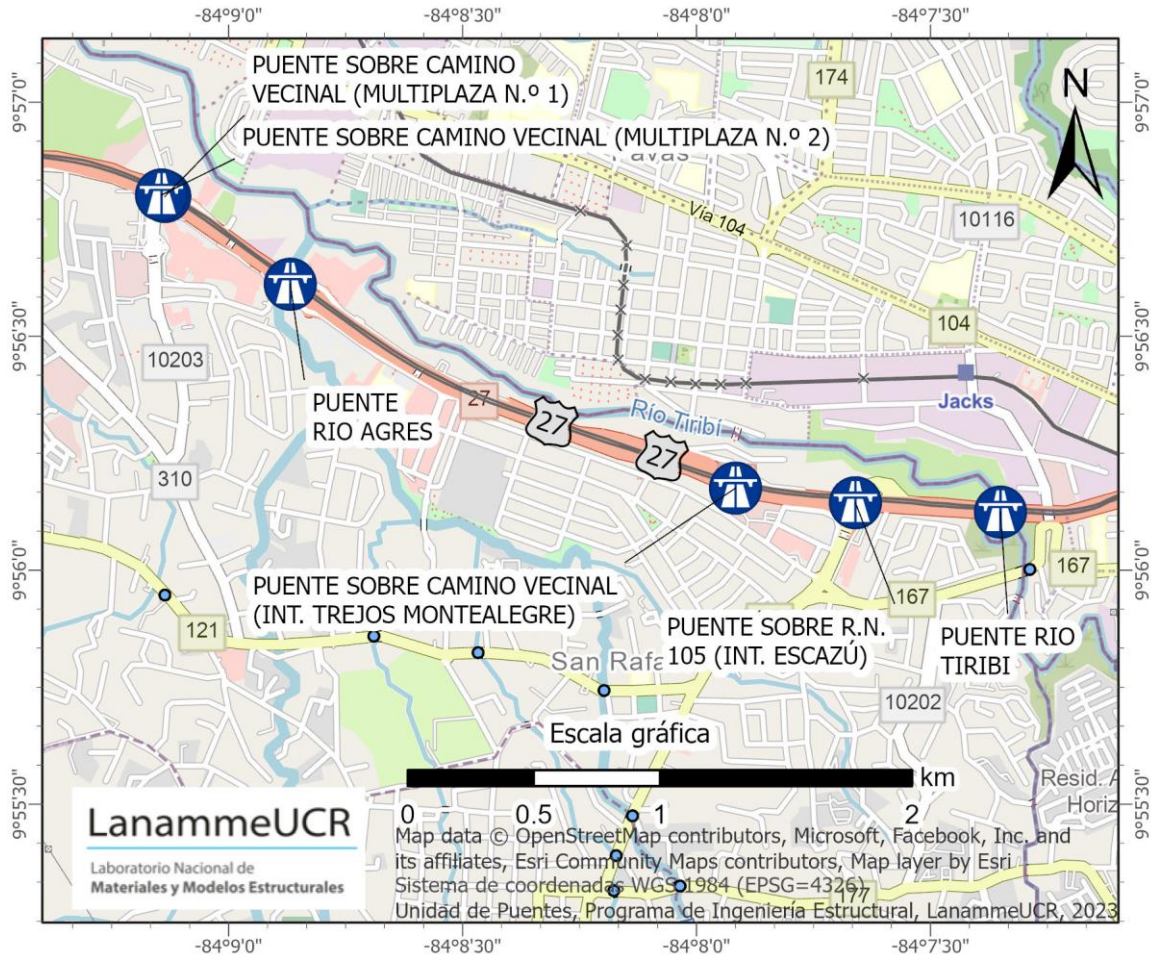 -84°9'0"
-84°8'30"
-84°8'0"
-84°7'30"
PUENTE SOBRE CAMINO
VECINAL (MULTIPLAZA N.º 1)
174
N
9°57'0"
9°57'0"
PUENTE SOBRE CAMINO VECINAL (MULTIPLAZA N.º 2)
Vía 104
10116
9°56'30"
104
9°56'30"
10203
Jacks
PUENTE
RIO AGRES
27
27
Rio Tiribí
27
310
9°56'0"
PUENTE SOBRE CAMINO VECINAL
(INT. TREJOS MONTEALEGRE)
167
167
9°56'0"
121
PUENTE SOBRE R.N.
105 (INT. ESCAZÚ)
PUENTE RIO
TIRIBI
San Rafa
10202
Escala gráfica
km
Resid. A
Horiz
0
0.5
1
2
9°55'30"
9°55'30"
LanammeUCR
Laboratorio Nacional de
Materiales y Modelos Estructurales
Map data © OpenStreetMap contributors, Microsoft, Facebook, Inc. and
its affiliates, Esri Community Maps contributors, Map layer by Esri
Sistema de coordenadas WGS 1984 (EPSG=4326)
177
Unidad de Puentes, Programa de Ingeniería Estructural, LanammeUCR, 2023
-84°9'0"
-84°8'30"
-84°8'0"
-84°7'30"